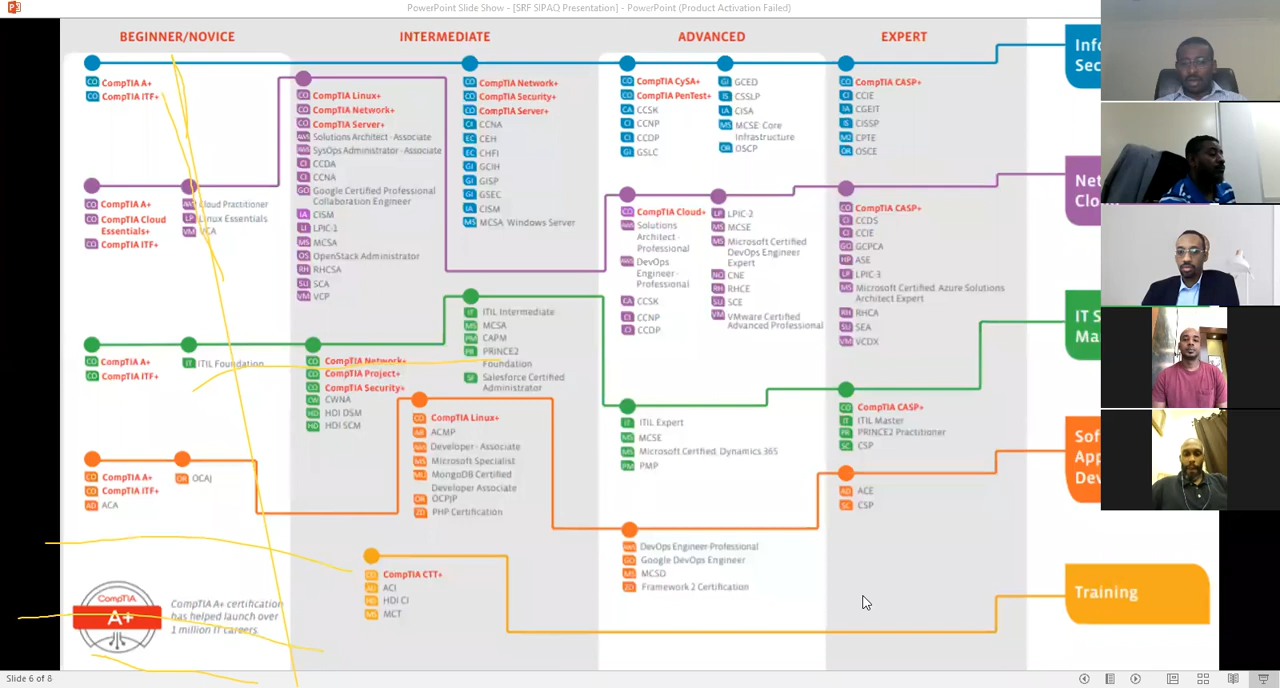 PowerPoint Slide Show - [SRF SIPAQ Presentation] - PowerPoint (Product Activation Failed)
BEGINNER/NOVICE
INTERMEDIATE
ADVANCED
EXPERT
CompTIA A+
CompTIA ITF+
CompTIA Network+
CompTIA Security+
CompTIA Server+
CCNA
CEH
CHFI
GCIH
GISP
GSEC
CISM
MCSA Windows Server
CompTIA CySA+
CompTIA PenTest+
CCSK
CCNP
CCDP
GSLC
GCED
CSSLP
CISA
MCSE: Core
Infrastructure
OSCP
CompTIA CASP+
CCIE
CGEIT
CISSP
CPTE
OSCE
Info
Sec
CompTIA A+
CompTIA Cloud
Essentials+
CompTIA ITF+
Cloud Practitioner
Linux Essentials
VCA
CompTIA Linux+
CompTIA Network+
CompTIA Server+
Solutions Architect - Associate
SysOps Administrator - Associate
CCDA
CCNA
Google Certified Professional
Collaboration Engineer
CISM
LPIC-1
MCSA
OpenStack Administrator
RHCSA
SCA
VCP
CompTIA Cloud+
Solutions
Architect -
Professional
DevOps
Engineer -
Professional
CCSK
CCNP
CCDP
LPIC-2
MCSE
Microsoft Certified
DevOps Engineer
Expert
CNE
RHCE
SCE
VMware Certified
Advanced Professional
CompTIA CASP+
CCDS
CCIE
GCPCA
ASE
LPIC-3
Microsoft Certified Azure Solutions
Architect Expert
RHCA
SEA
VCDX
Net
Clo
CompTIA A+
CompTIA ITF+
ITIL Foundation
CompTIA Network+
CompTIA Project+
CompTIA Security+
CWNA
HDI DSM
HDI SCM
ITIL Intermediate
MCSA
CAPM
PRINCE2
Foundation
Salesforce Certified
Administrator
ITIL Expert
MCSE
Microsoft Certified, Dynamics 365
PMP
CompTIA CASP+
ITIL Master
PRINCE2 Practitioner
CSP
IT S
Ma
CompTIA A+
CompTIA ITF+
ACA
OCAJ
CompTIA Linux+
ACMP
Developer - Associate
Microsoft Specialist
MongoDB Certified
Developer Associate
OCPJP
PHP Certification
DevOps Engineer-Professional
Google DevOps Engineer
MCSD
Framework 2 Certification
ACE
CSP
Sof
App
Dev
CompTIA CTT+
ACI
HDI CI
MCT
Training
CompTIA
A+
CompTIA A+ certification
has helped launch over
1 million IT careers.
Slide 6 of 8